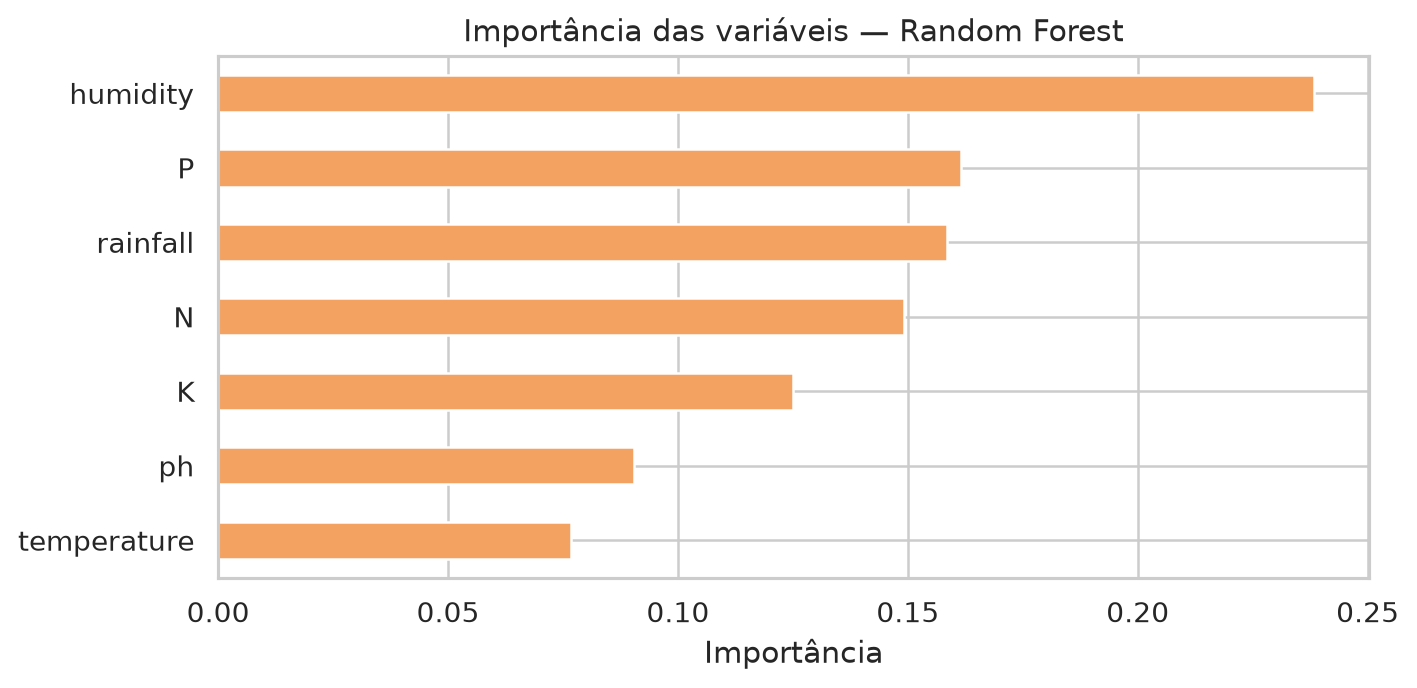 Importância das variáveis — Random Forest
humidity
P
rainfall
N
K
ph
temperature
0.00 0.05 0.10 0.15 0.20 0.25
Importância